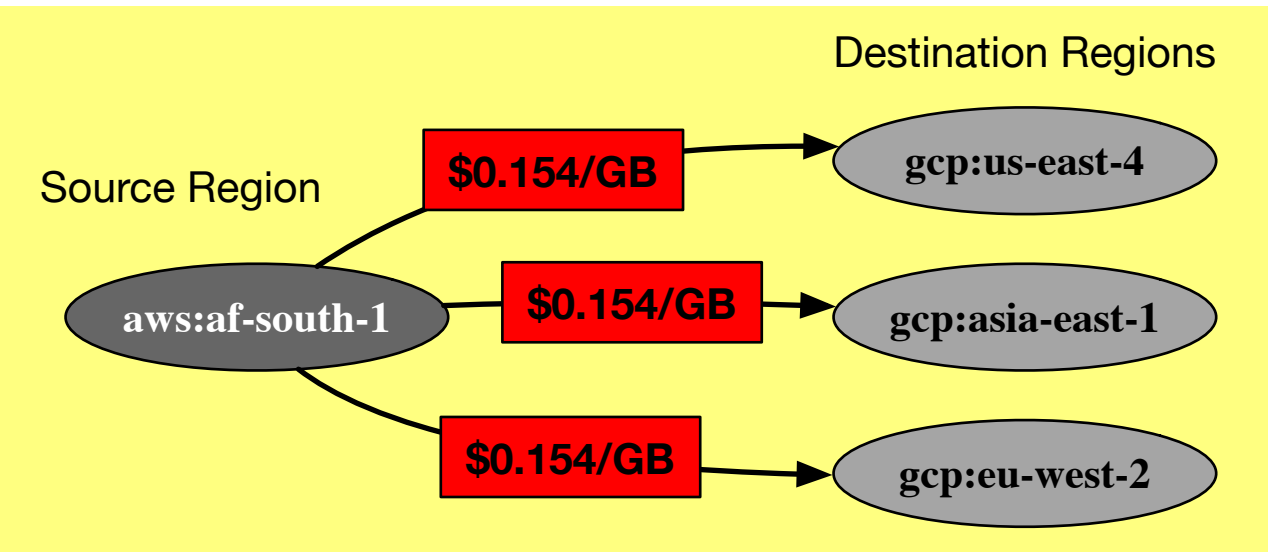 Destination Regions
Source Region
$0.154/GB
gcp:us-east-4
aws:af-south-1
$0.154/GB
gcp:asia-east-1
$0.154/GB
gcp:eu-west-2